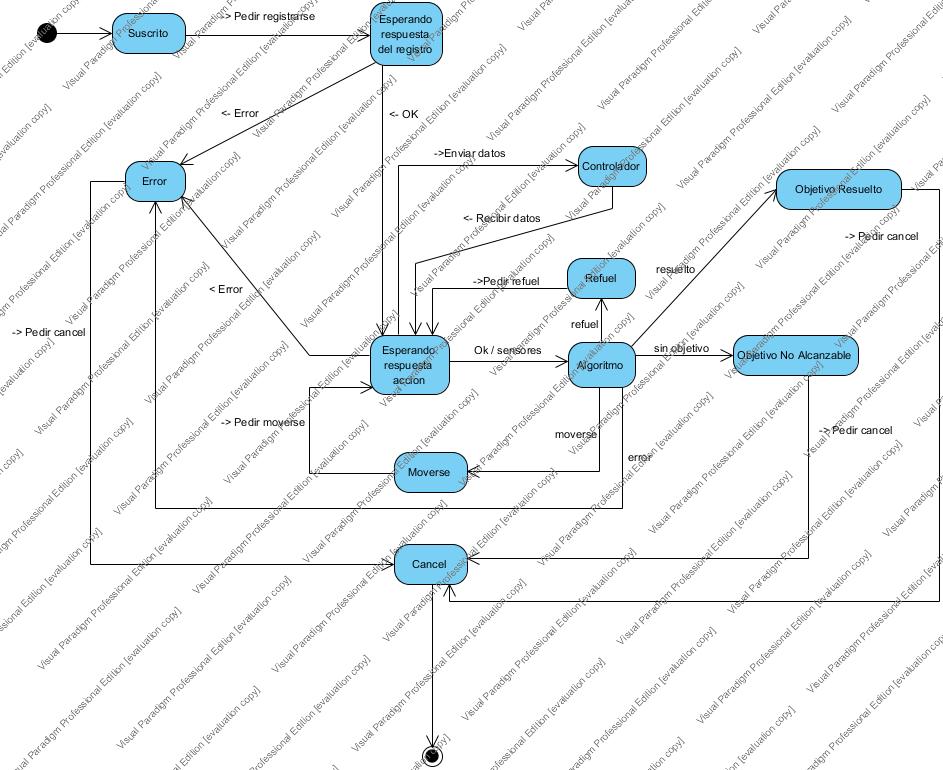 -> Pedir registrarse
Suscrito
Esperando
respuesta
del registro
<- Error
<- OK
->Enviar datos
Controlador
Error
Objetivo Resuelto
<- Recibir datos
-> Pedir cancel
resuelto
Refuel
->Pedir refuel
< Error
refuel
-> Pedir cancel
Esperando
respuesta
accion
Ok / sensores
Algoritmo
sin objetivo
Objetivo No Alcanzable
-> Pedir moverse
moverse
-> Pedir cancel
error
Moverse
Cancel
Visual Paradigm Professional Edition [evaluation copy]